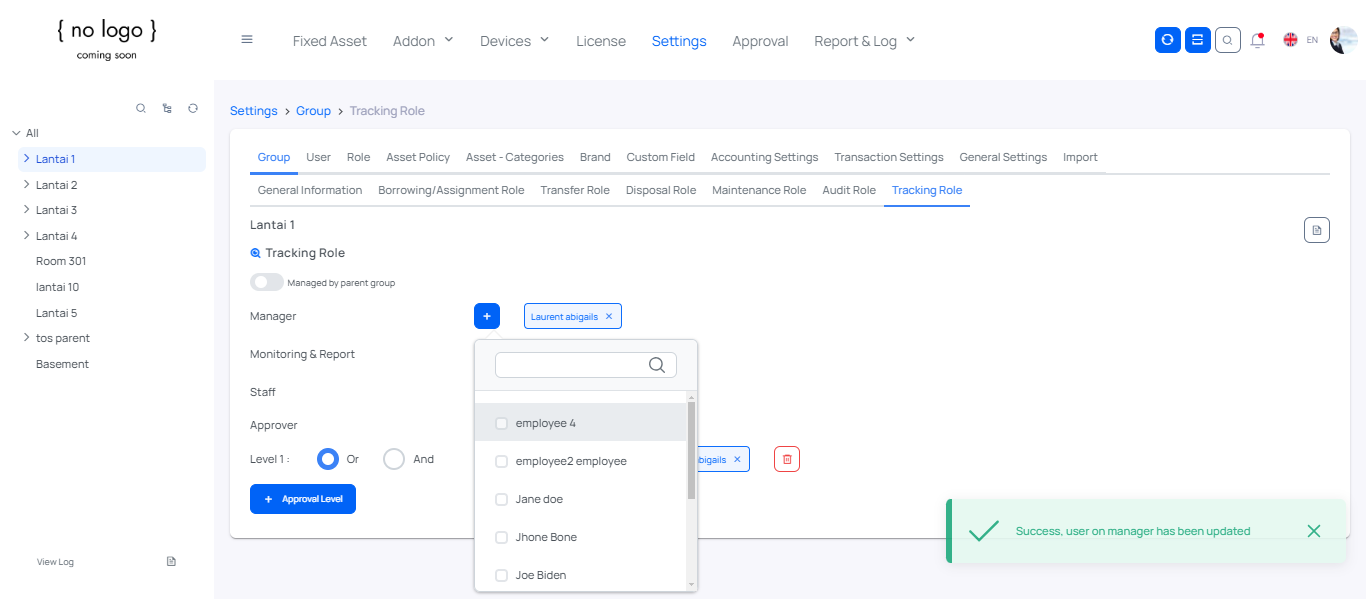 { no logo }
coming soon
Fixed Asset Addon Devices License Settings Approval Report & Log EN
All
Lantai 1
Lantai 2
Lantai 3
Lantai 4
Room 301
lantai 10
Lantai 5
tos parent
Basement
View Log
Settings > Group > Tracking Role
Group User Role Asset Policy Asset - Categories Brand Custom Field Accounting Settings Transaction Settings General Settings Import
General Information Borrowing/Assignment Role Transfer Role Disposal Role Maintenance Role Audit Role Tracking Role
Lantai 1
Tracking Role
Managed by parent group
Manager + Laurent abigails ×
Monitoring & Report
Staff
Approver
Level 1 : Or And bigails ×
+ Approval Level
employee 4
employee2 employee
Jane doe
Jhone Bone
Joe Biden
Success, user on manager has been updated